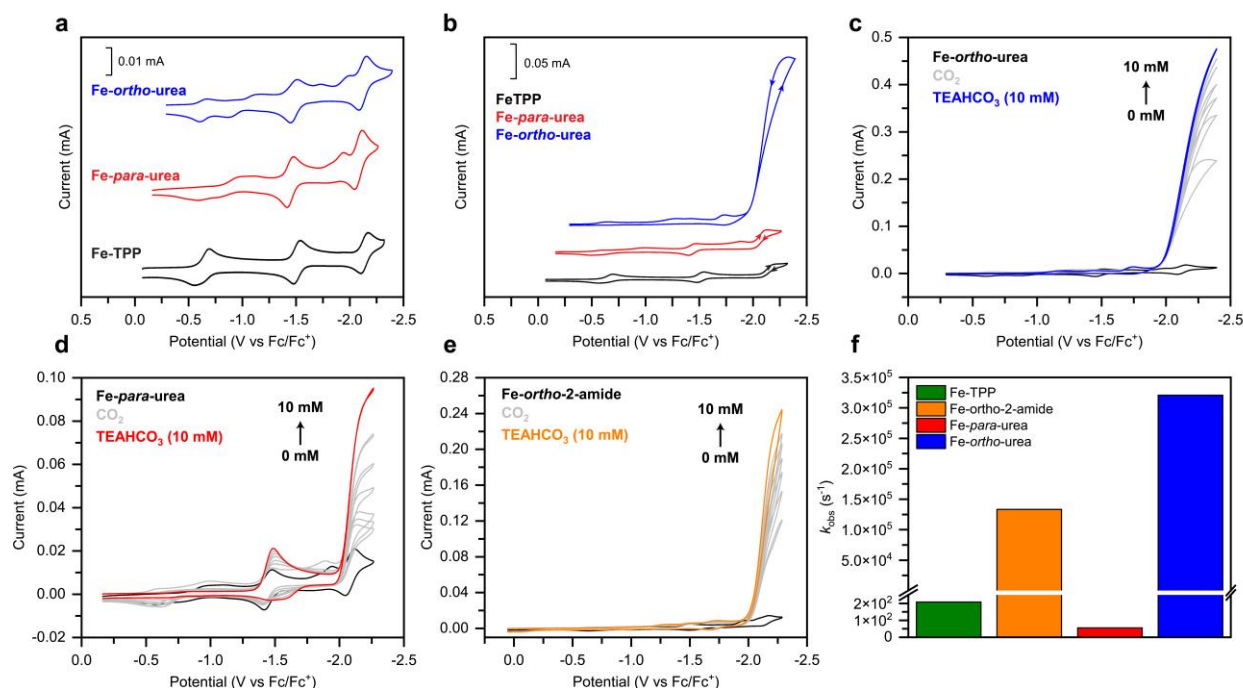 a
0.01 mA
Fe-ortho-urea
Fe-para-urea
Fe-TPP
Current (mA)
0.5 0.0 -0.5 -1.0 -1.5 -2.0 -2.5
Potential (V vs Fc/Fc⁺)
b
0.05 mA
FeTPP
Fe-para-urea
Fe-ortho-urea
Current (mA)
0.5 0.0 -0.5 -1.0 -1.5 -2.0 -2.5
Potential (V vs Fc/Fc⁺)
c
Fe-ortho-urea
CO₂
TEAHCO₃ (10 mM)
10 mM
0 mM
Current (mA)
0.5
0.4
0.3
0.2
0.1
0.0
0.0 -0.5 -1.0 -1.5 -2.0 -2.5
Potential (V vs Fc/Fc⁺)
d
Fe-para-urea
CO₂
TEAHCO₃ (10 mM)
10 mM
0 mM
Current (mA)
0.10
0.08
0.06
0.04
0.02
0.00
-0.02
0.0 -0.5 -1.0 -1.5 -2.0 -2.5
Potential (V vs Fc/Fc⁺)
e
Fe-ortho-2-amide
CO₂
TEAHCO₃ (10 mM)
10 mM
0 mM
Current (mA)
0.28
0.24
0.20
0.16
0.12
0.08
0.04
0.00
0.0 -0.5 -1.0 -1.5 -2.0 -2.5
Potential (V vs Fc/Fc⁺)
f
Fe-TPP
Fe-ortho-2-amide
Fe-para-urea
Fe-ortho-urea
kobs (s⁻¹)
3.5×10⁵
3.0×10⁵
2.5×10⁵
2.0×10⁵
1.5×10⁵
1.0×10⁵
5.0×10⁴
2×10²
1×10²
0